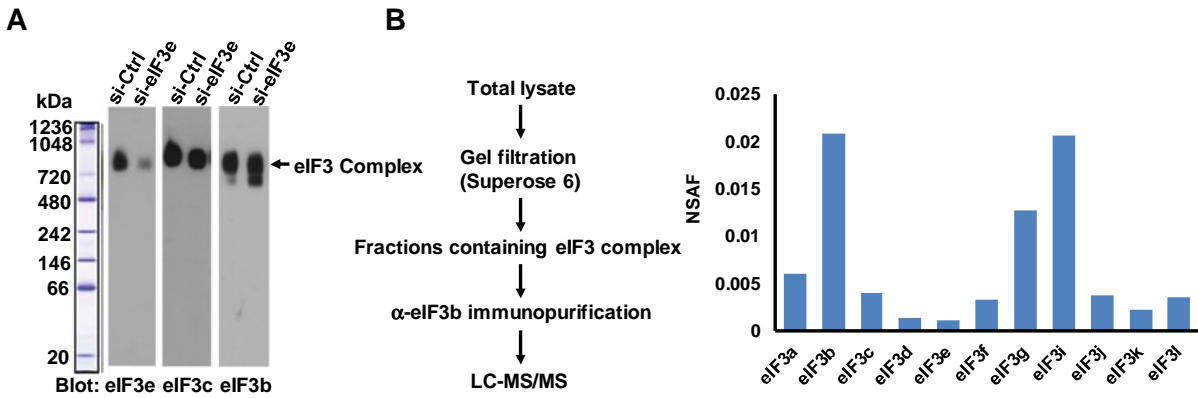 A
si-Ctrl
si-eIF3e
si-Ctrl
si-eIF3e
si-Ctrl
si-eIF3e
kDa
1236
1048
720
480
242
146
66
20
eIF3 Complex
Blot: eIF3e eIF3c eIF3b
B
Total lysate
Gel filtration
(Superose 6)
Fractions containing eIF3 complex
α-eIF3b immunopurification
LC-MS/MS
NSAF
0.025
0.02
0.015
0.01
0.005
0
eIF3a
eIF3b
eIF3c
eIF3d
eIF3e
eIF3f
eIF3g
eIF3i
eIF3j
eIF3k
eIF3l